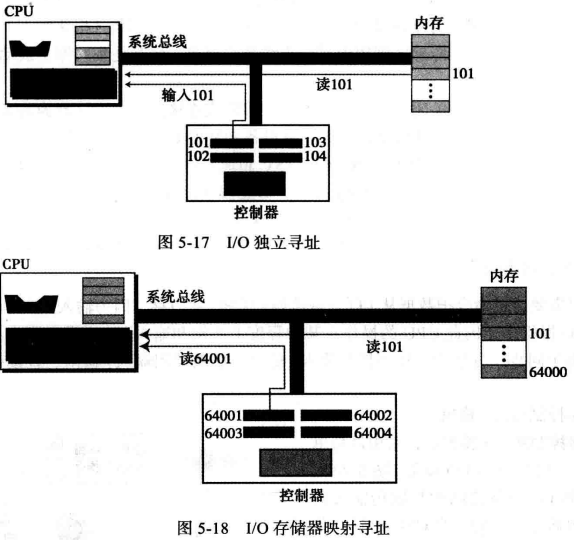 CPU
系统总线
内存
读101
101
输入101
101 103
102 104
控制器
图 5-17 I/O 独立寻址
CPU
系统总线
内存
101
读101
读64001
64000
64001 64002
64003 64004
控制器
图 5-18 I/O 存储器映射寻址